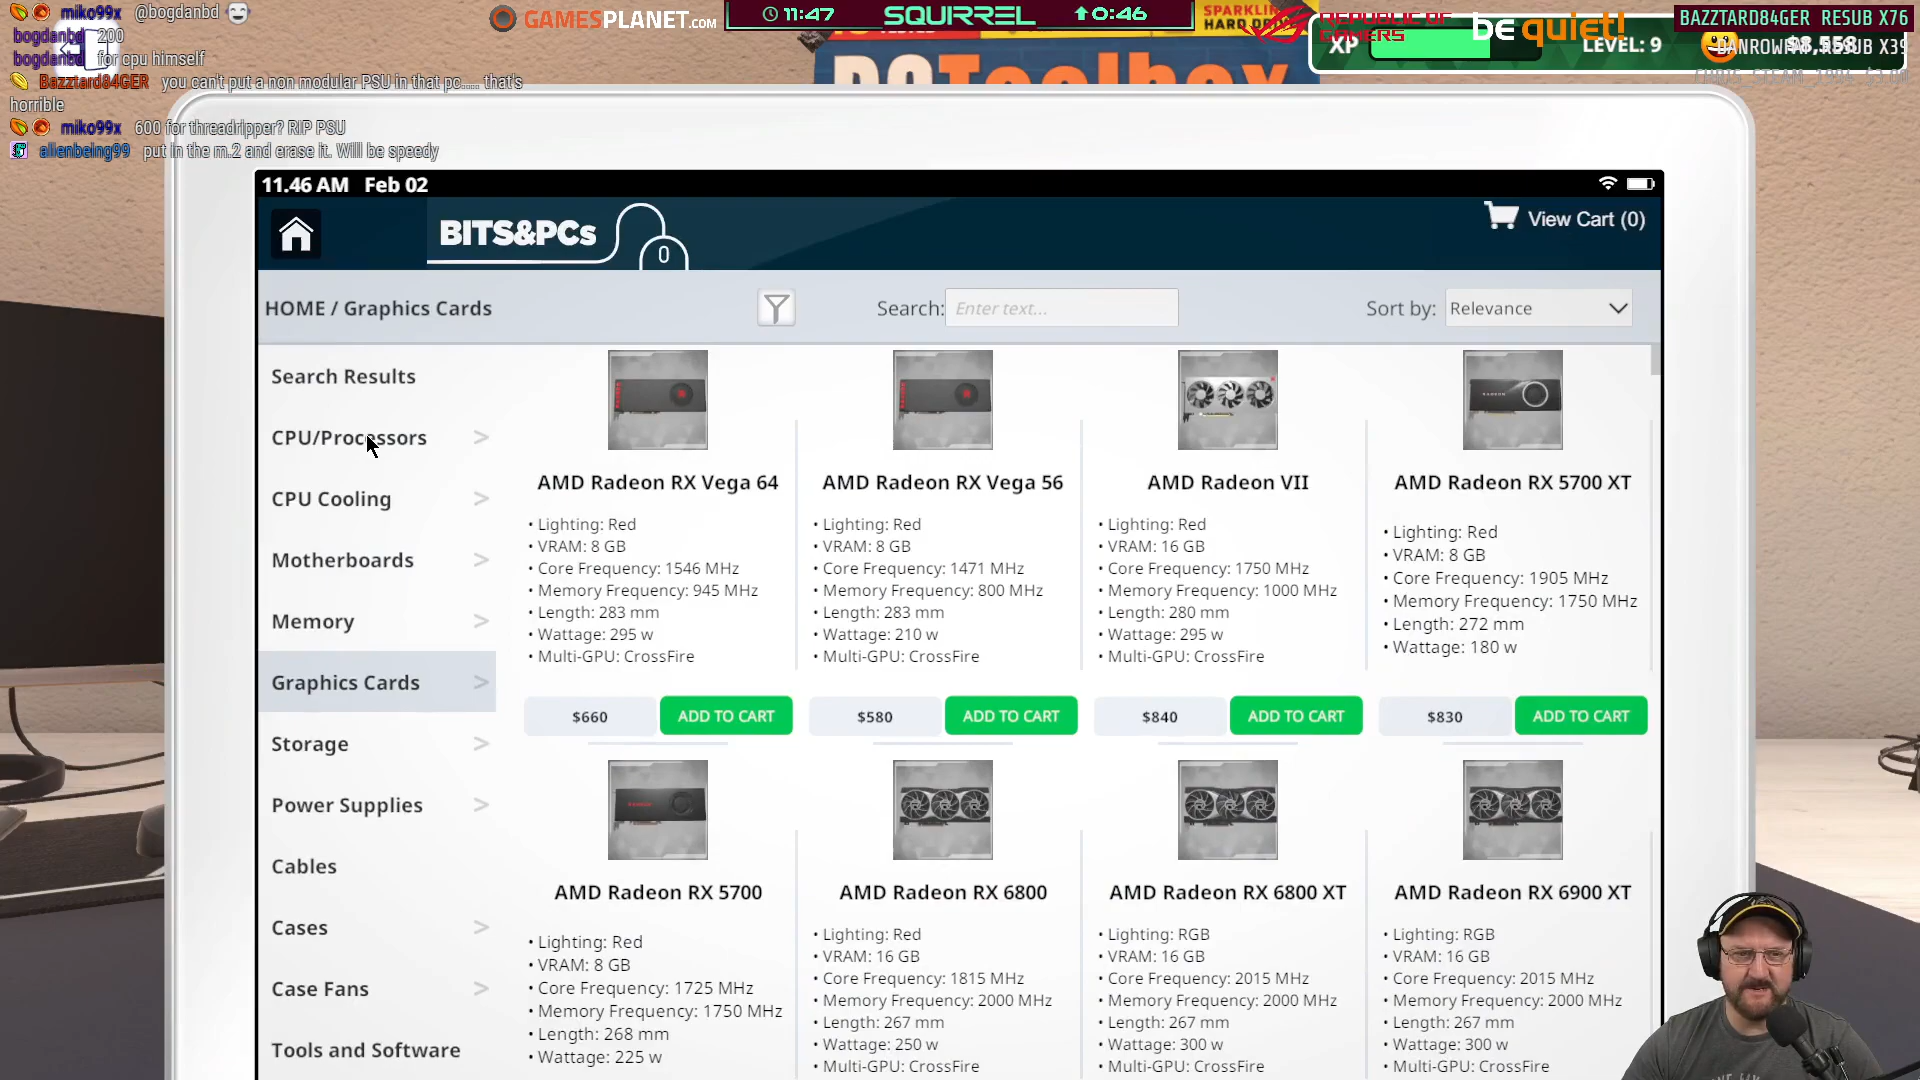 miko99x @bogdanbd
bogdanbd 200
bogdanbd for cpu himself
Bazztard84GER you can't put a non modular PSU in that pc.... that's
horrible
miko99x 600 for threadripper? RIP PSU
alienbeing99 put in the m.2 and erase it. Will be speedy
GAMESPLANET.COM
11:47 SQUIRREL 0:46
SPARKLIN
HARD DR
REPUBLIC OF
GAMERS
be quiet!
XP LEVEL: 9
BAZZTARD84GER RESUB X76
RESUB X39
11.46 AM Feb 02
BITS&PCs
0
View Cart (0)
HOME / Graphics Cards
Search: Enter text...
Sort by: Relevance
Search Results
CPU/Processors >
CPU Cooling >
Motherboards >
Memory >
Graphics Cards >
Storage >
Power Supplies >
Cables
Cases >
Case Fans >
Tools and Software
AMD Radeon RX Vega 64
• Lighting: Red
• VRAM: 8 GB
• Core Frequency: 1546 MHz
• Memory Frequency: 945 MHz
• Length: 283 mm
• Wattage: 295 w
• Multi-GPU: CrossFire
$660 ADD TO CART
AMD Radeon RX Vega 56
• Lighting: Red
• VRAM: 8 GB
• Core Frequency: 1471 MHz
• Memory Frequency: 800 MHz
• Length: 283 mm
• Wattage: 210 w
• Multi-GPU: CrossFire
$580 ADD TO CART
AMD Radeon VII
• Lighting: Red
• VRAM: 16 GB
• Core Frequency: 1750 MHz
• Memory Frequency: 1000 MHz
• Length: 280 mm
• Wattage: 295 w
• Multi-GPU: CrossFire
$840 ADD TO CART
AMD Radeon RX 5700 XT
• Lighting: Red
• VRAM: 8 GB
• Core Frequency: 1905 MHz
• Memory Frequency: 1750 MHz
• Length: 272 mm
• Wattage: 180 w
$830 ADD TO CART
AMD Radeon RX 5700
• Lighting: Red
• VRAM: 8 GB
• Core Frequency: 1725 MHz
• Memory Frequency: 1750 MHz
• Length: 268 mm
• Wattage: 225 w
AMD Radeon RX 6800
• Lighting: Red
• VRAM: 16 GB
• Core Frequency: 1815 MHz
• Memory Frequency: 2000 MHz
• Length: 267 mm
• Wattage: 250 w
• Multi-GPU: CrossFire
AMD Radeon RX 6800 XT
• Lighting: RGB
• VRAM: 16 GB
• Core Frequency: 2015 MHz
• Memory Frequency: 2000 MHz
• Length: 267 mm
• Wattage: 300 w
• Multi-GPU: CrossFire
AMD Radeon RX 6900 XT
• Lighting: RGB
• VRAM: 16 GB
• Core Frequency: 2015 MHz
• Memory Frequency: 2000 MHz
• Length: 267 mm
• Wattage: 300 w
• Multi-GPU: CrossFire